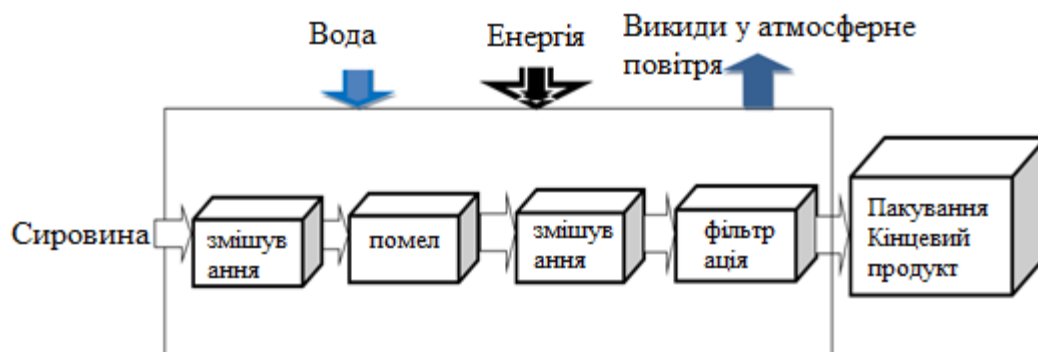 Вода
Енергія
Викиди у атмосферне
повітря
Сировина
змішув
ання
помел
змішув
ання
фільтр
ація
Пакування
Кінцевий
продукт